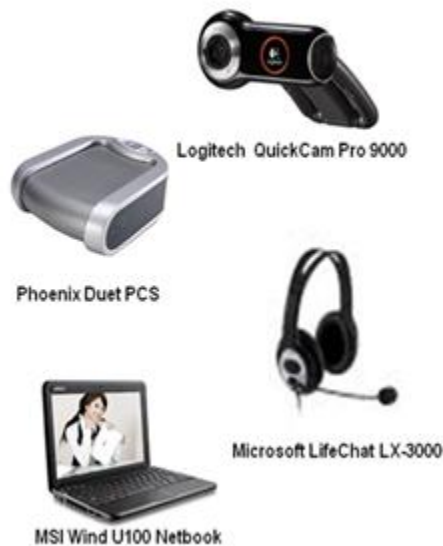 Logitech QuickCam Pro 9000
Phoenix Duet PCS
Microsoft LifeChat LX-3000
MSI Wind U100 Netbook